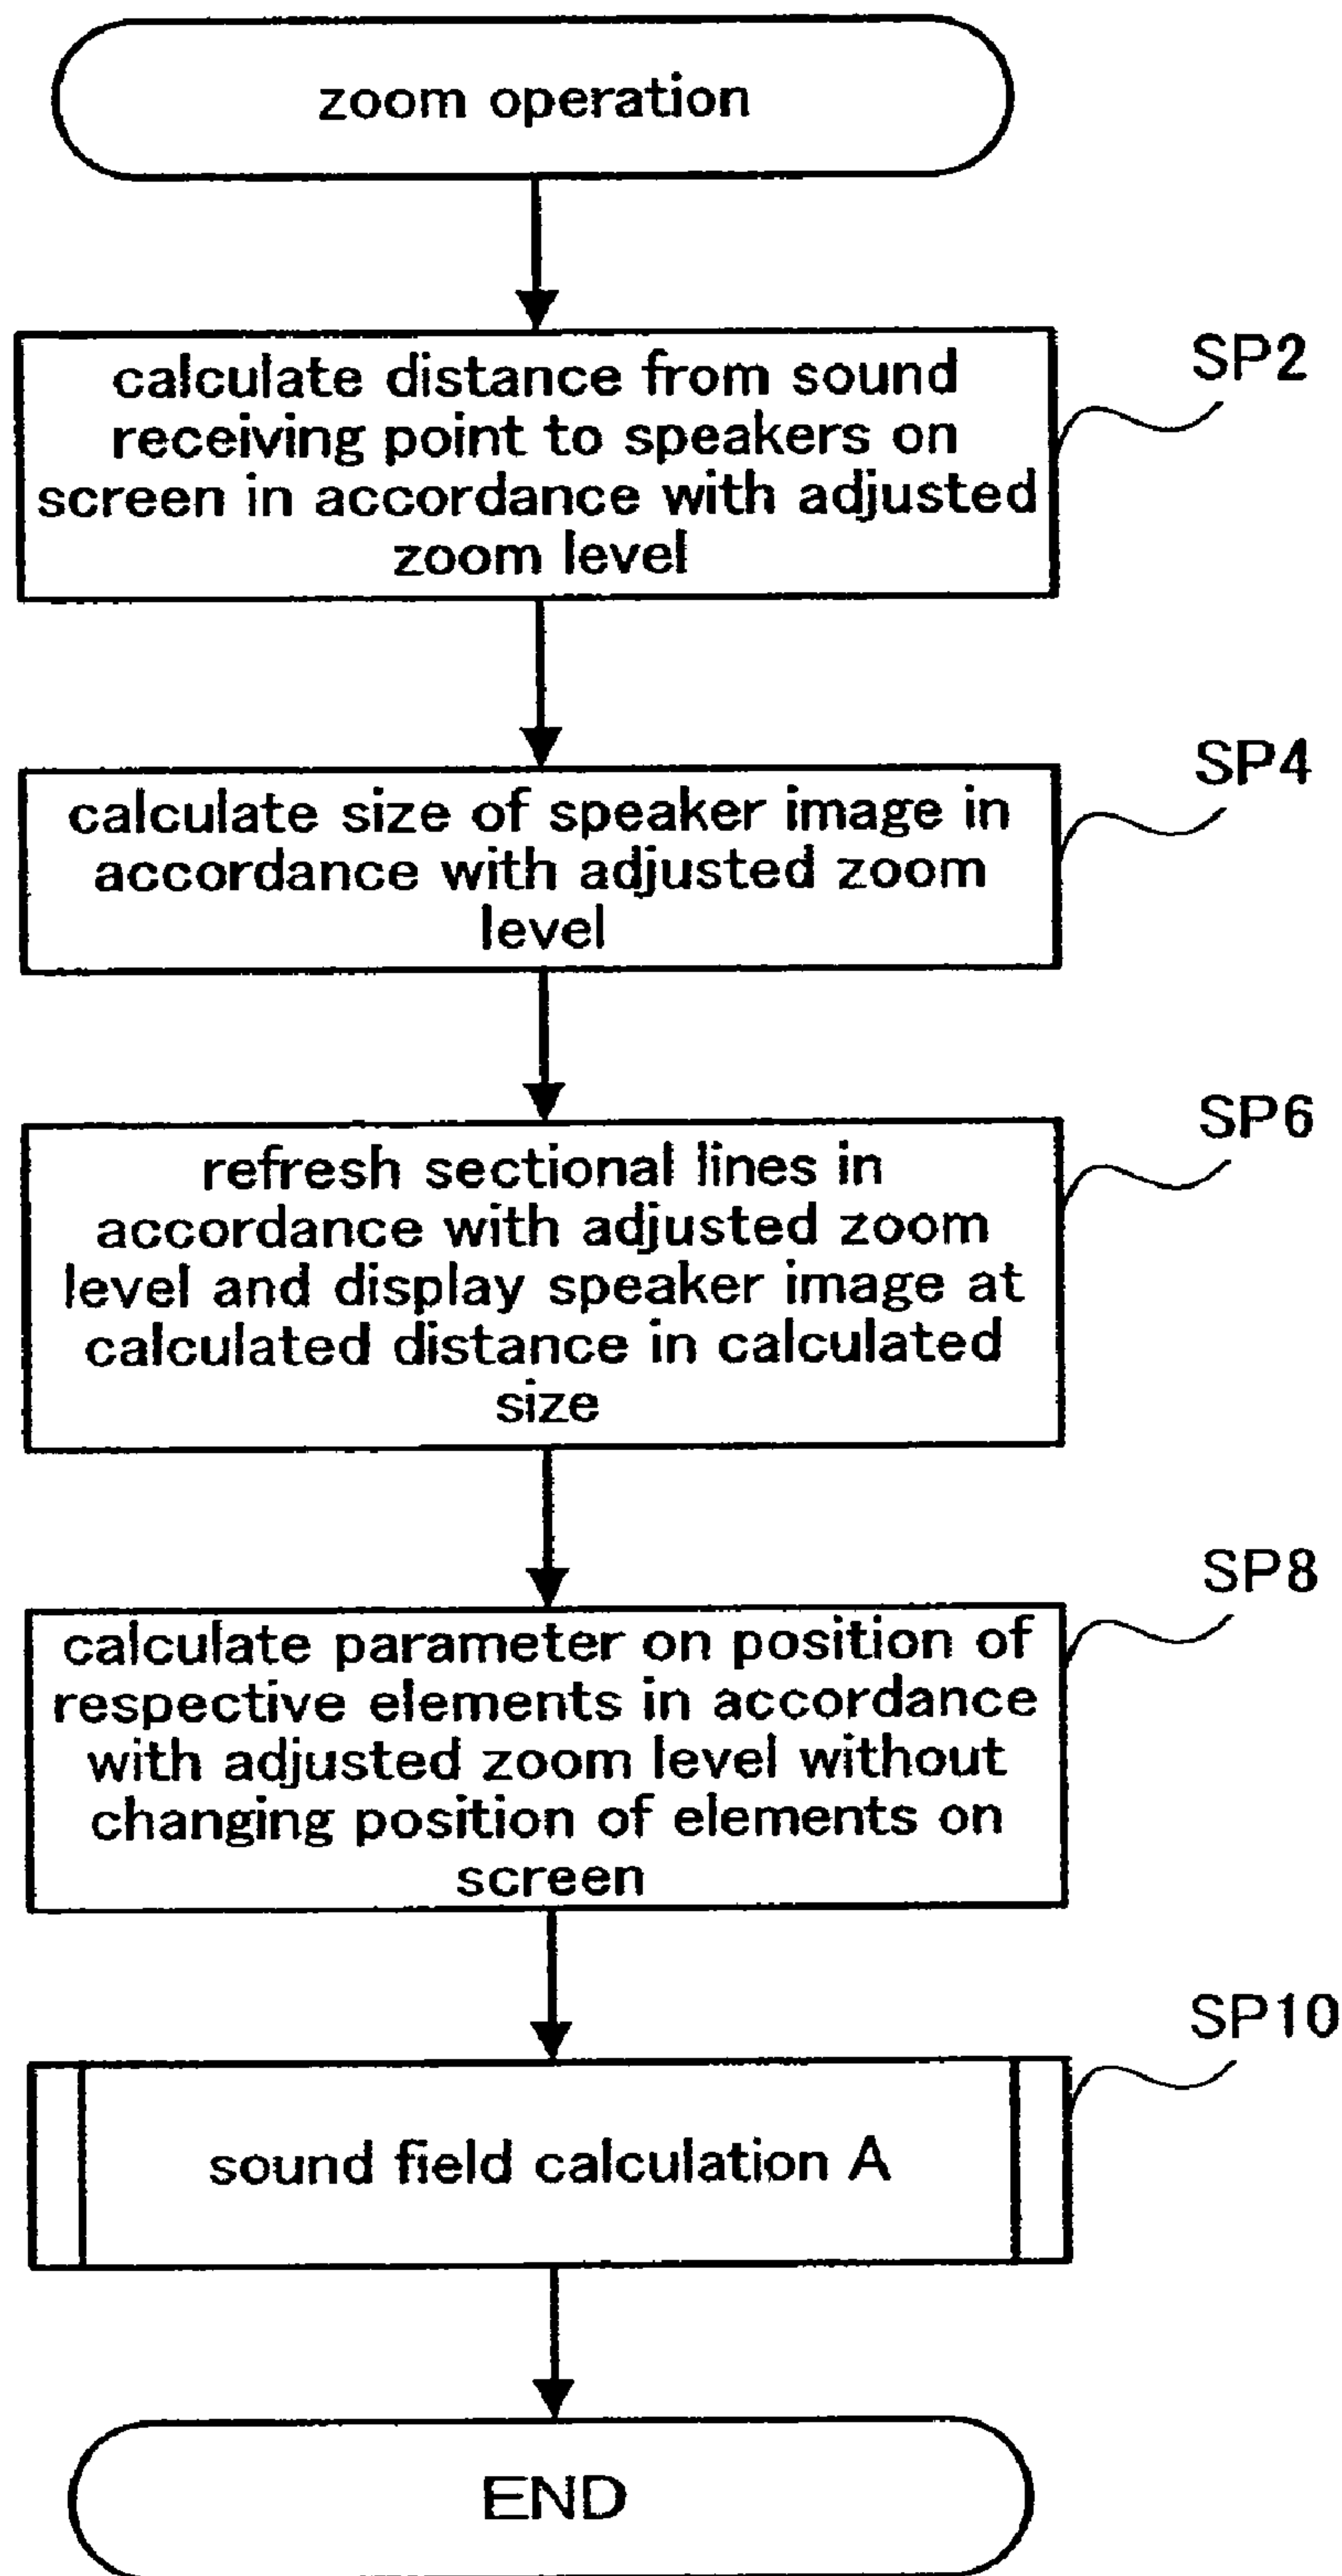 zoom operation
calculate distance from sound
receiving point to speakers on
screen in accordance with adjusted
zoom level
SP2
calculate size of speaker image in
accordance with adjusted zoom
level
SP4
refresh sectional lines in
accordance with adjusted zoom
level and display speaker image at
calculated distance in calculated
size
SP6
calculate parameter on position of
respective elements in accordance
with adjusted zoom level without
changing position of elements on
screen
SP8
sound field calculation A
SP10
END